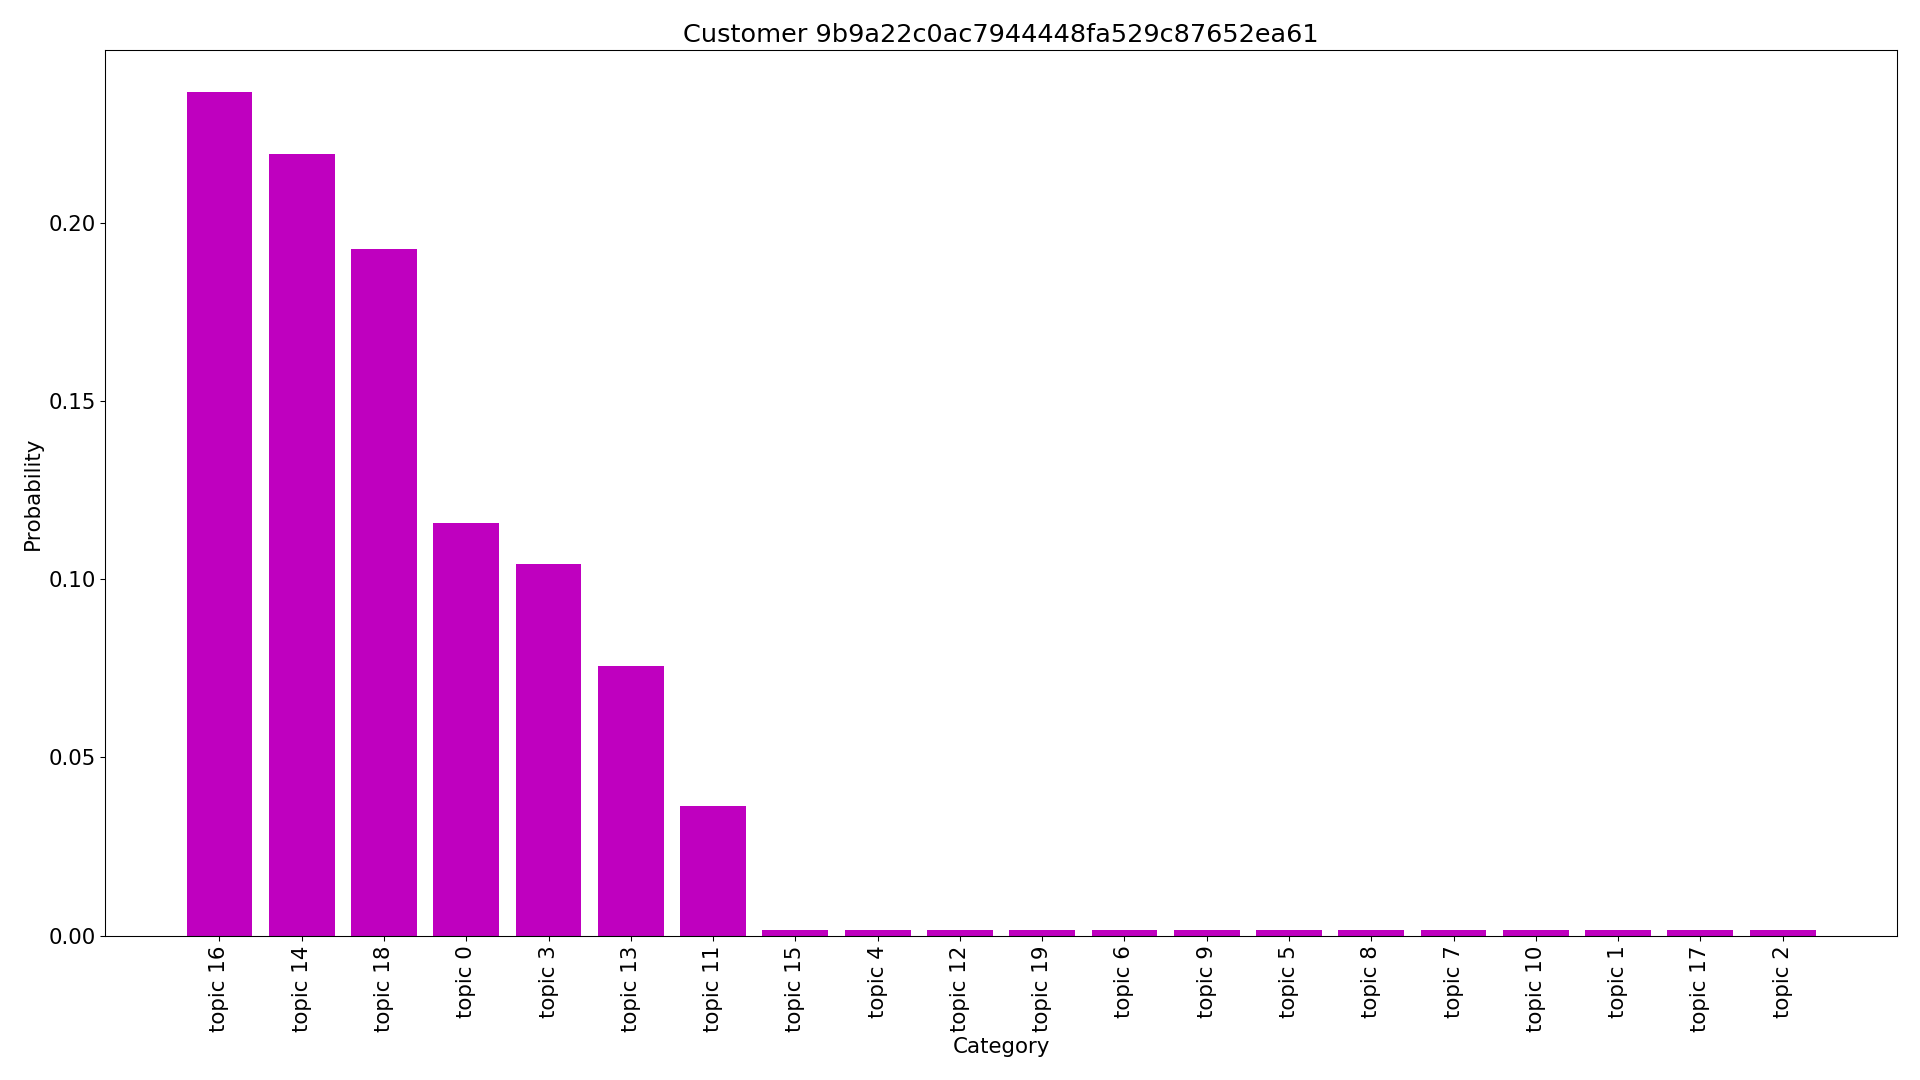 Customer 9b9a22c0ac7944448fa529c87652ea61
Probability
0.20
0.15
0.10
0.05
0.00
topic 16
topic 14
topic 18
topic 0
topic 3
topic 13
topic 11
topic 15
topic 4
topic 12
topic 19
topic 6
topic 9
topic 5
topic 8
topic 7
topic 10
topic 1
topic 17
topic 2
Category